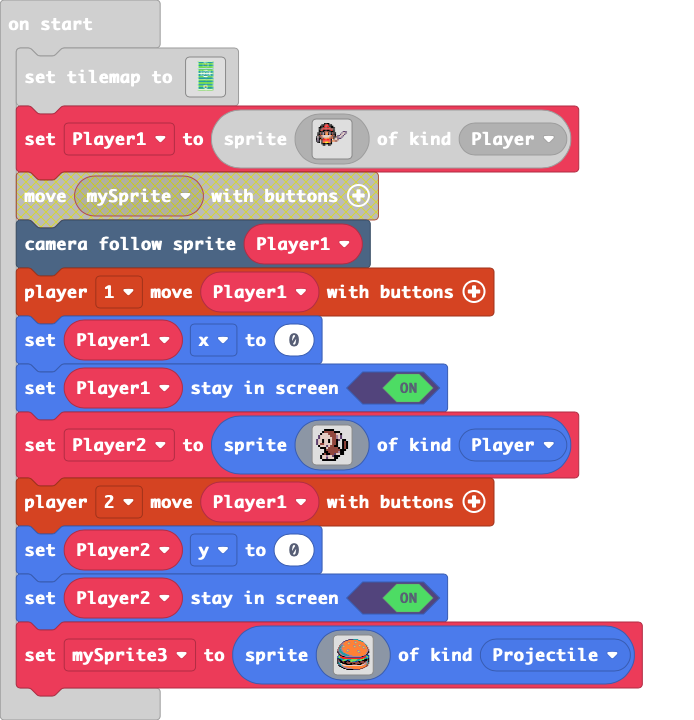 on start
set tilemap to
set Player1 to sprite of kind Player
move mySprite with buttons
camera follow sprite Player1
player 1 move Player1 with buttons
set Player1 x to 0
set Player1 stay in screen ON
set Player2 to sprite of kind Player
player 2 move Player1 with buttons
set Player2 y to 0
set Player2 stay in screen ON
set mySprite3 to sprite of kind Projectile